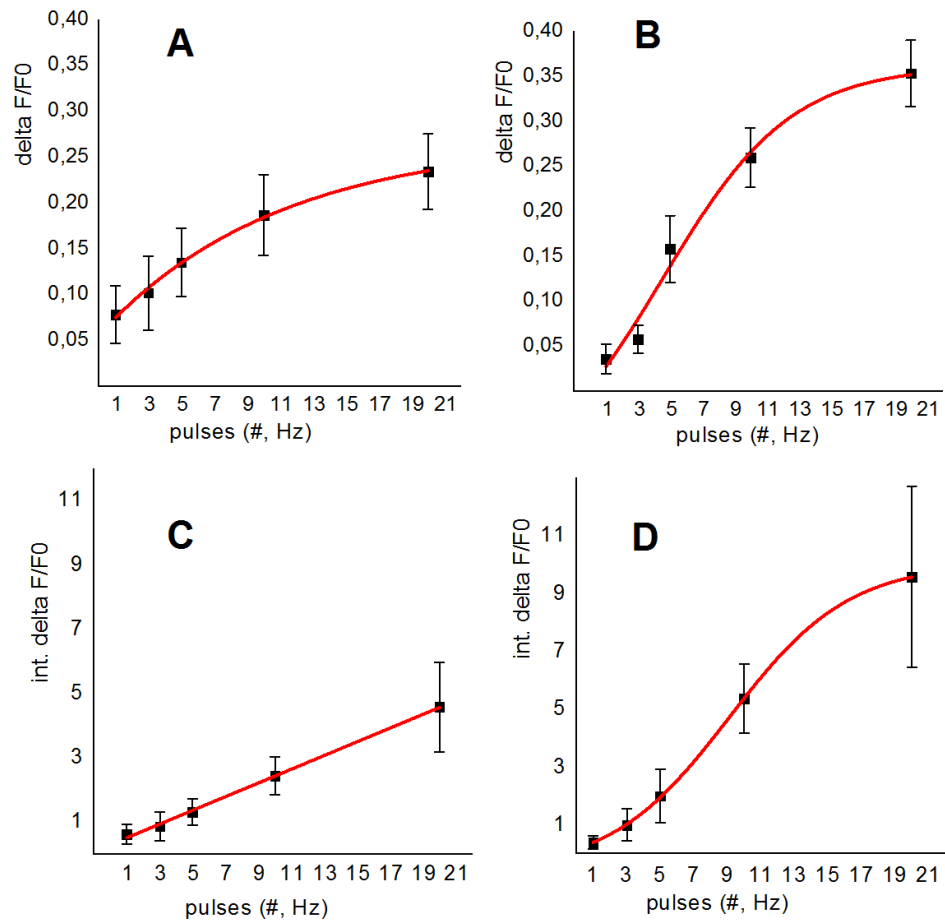 A
delta F/F0
0,40
0,35
0,30
0,25
0,20
0,15
0,10
0,05
1 3 5 7 9 11 13 15 17 19 21
pulses (#, Hz)
B
delta F/F0
0,40
0,35
0,30
0,25
0,20
0,15
0,10
0,05
1 3 5 7 9 11 13 15 17 19 21
pulses (#, Hz)
C
int. delta F/F0
11
9
7
5
3
1
1 3 5 7 9 11 13 15 17 19 21
pulses (#, Hz)
D
int. delta F/F0
11
9
7
5
3
1
1 3 5 7 9 11 13 15 17 19 21
pulses (#, Hz)